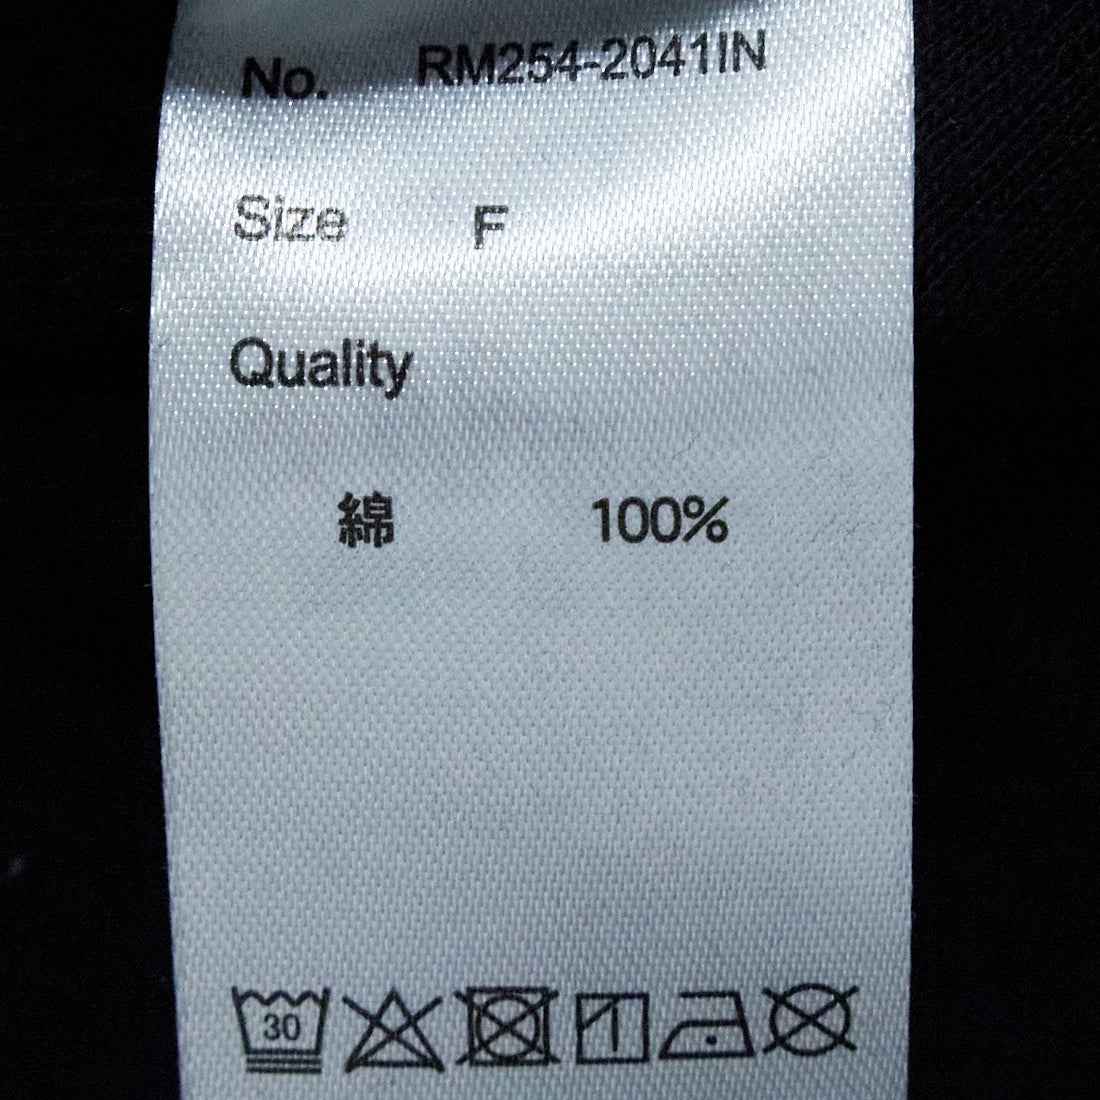 No. RM254-2041IN
Size F
Quality
綿 100%
30